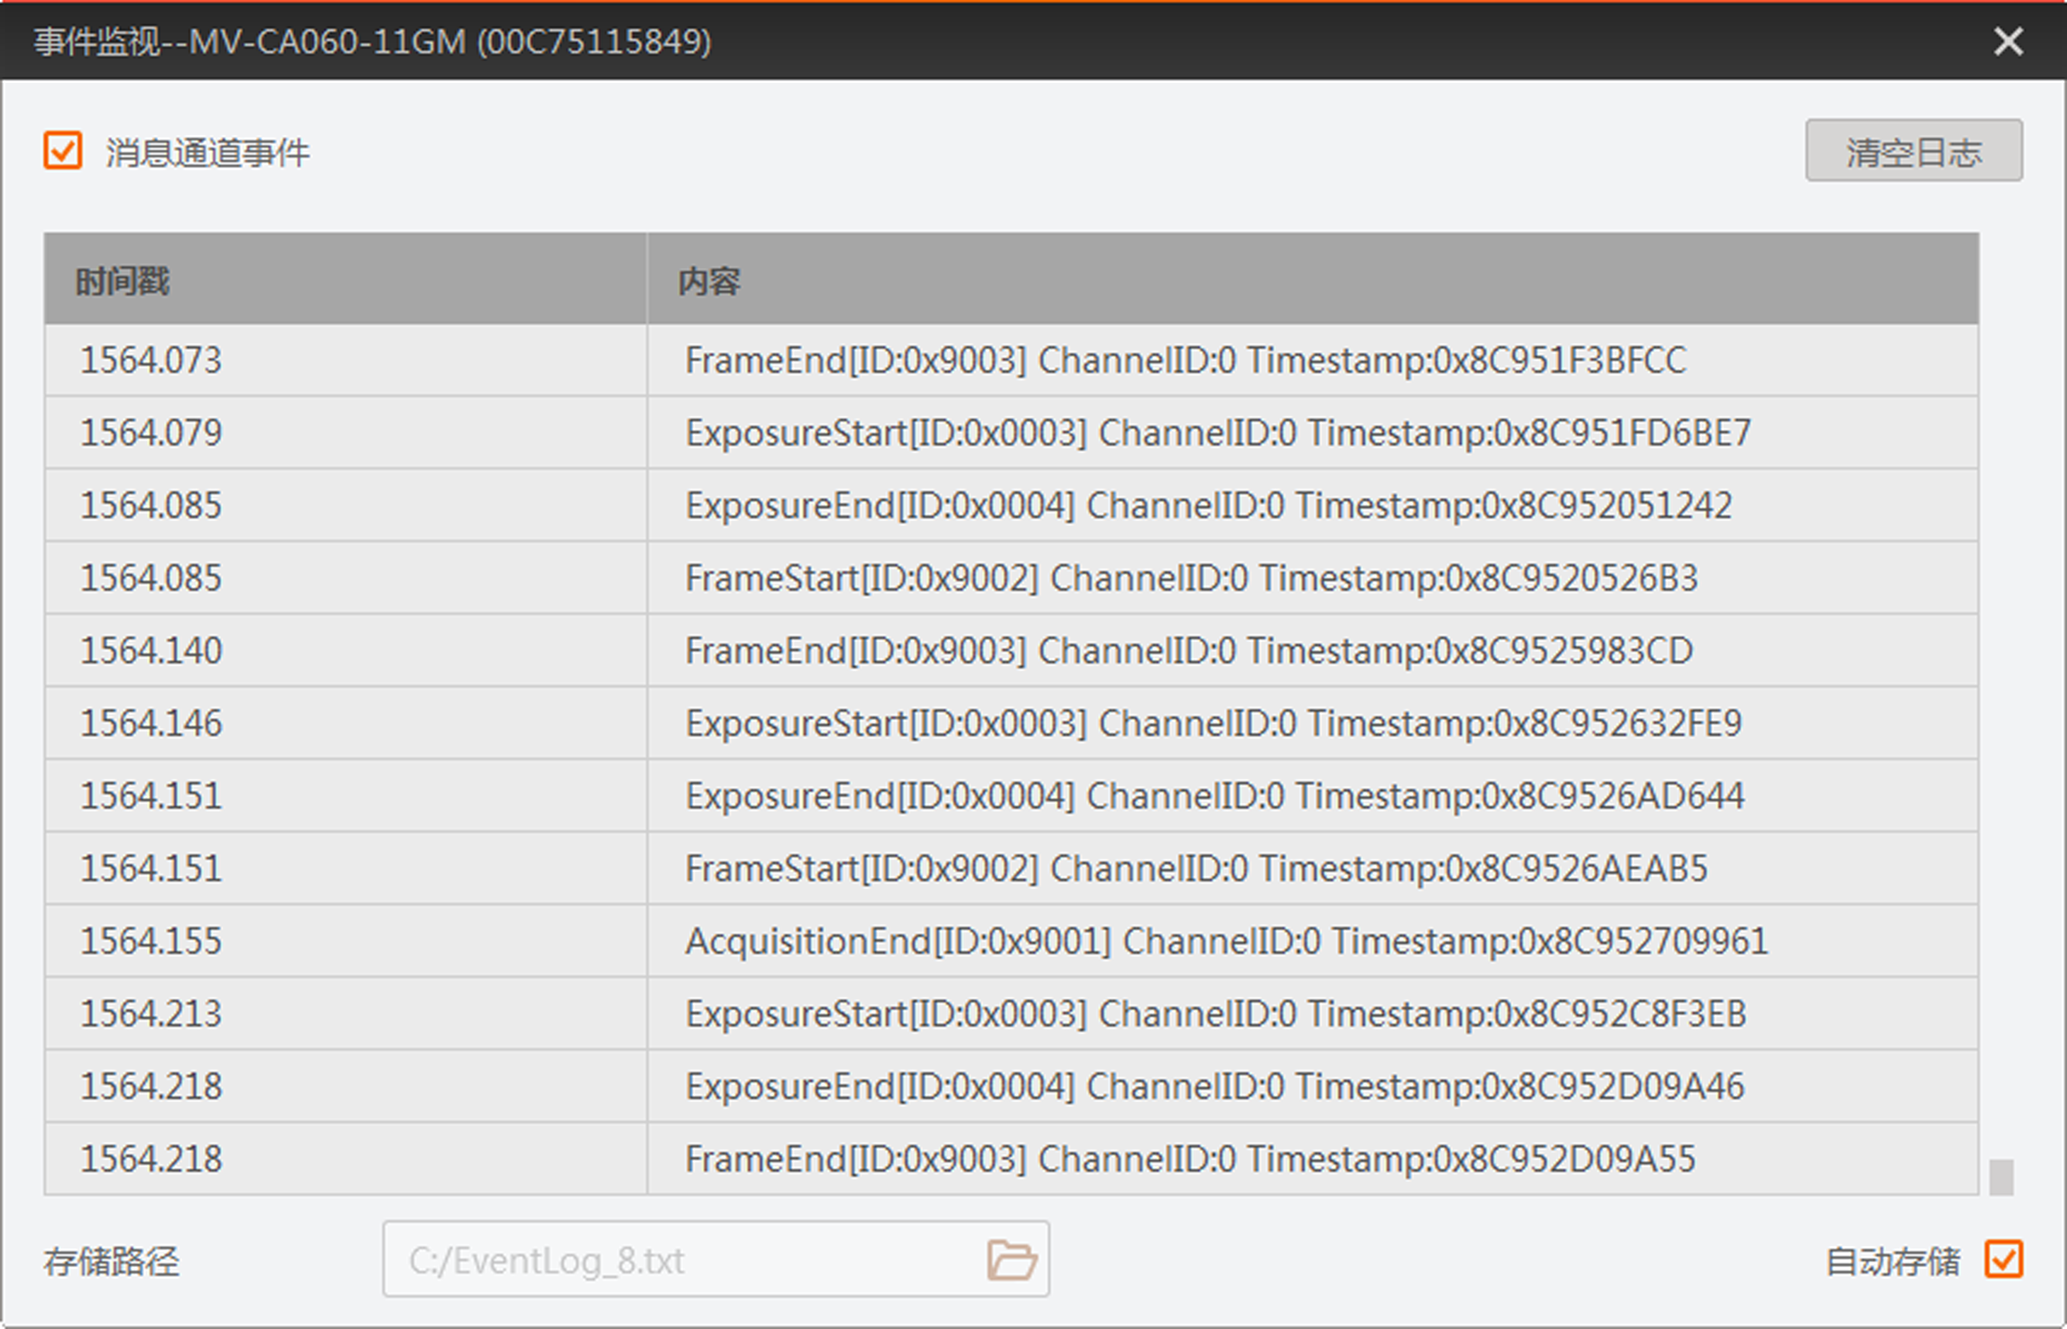 事件监视--MV-CA060-11GM (00C75115849)
消息通道事件
清空日志
时间戳 内容
1564.073 FrameEnd[ID:0x9003] ChannelID:0 Timestamp:0x8C951F3BFCC
1564.079 ExposureStart[ID:0x0003] ChannelID:0 Timestamp:0x8C951FD6BE7
1564.085 ExposureEnd[ID:0x0004] ChannelID:0 Timestamp:0x8C952051242
1564.085 FrameStart[ID:0x9002] ChannelID:0 Timestamp:0x8C9520526B3
1564.140 FrameEnd[ID:0x9003] ChannelID:0 Timestamp:0x8C9525983CD
1564.146 ExposureStart[ID:0x0003] ChannelID:0 Timestamp:0x8C952632FE9
1564.151 ExposureEnd[ID:0x0004] ChannelID:0 Timestamp:0x8C9526AD644
1564.151 FrameStart[ID:0x9002] ChannelID:0 Timestamp:0x8C9526AEAB5
1564.155 AcquisitionEnd[ID:0x9001] ChannelID:0 Timestamp:0x8C952709961
1564.213 ExposureStart[ID:0x0003] ChannelID:0 Timestamp:0x8C952C8F3EB
1564.218 ExposureEnd[ID:0x0004] ChannelID:0 Timestamp:0x8C952D09A46
1564.218 FrameEnd[ID:0x9003] ChannelID:0 Timestamp:0x8C952D09A55
存储路径 C:/EventLog_8.txt 自动存储